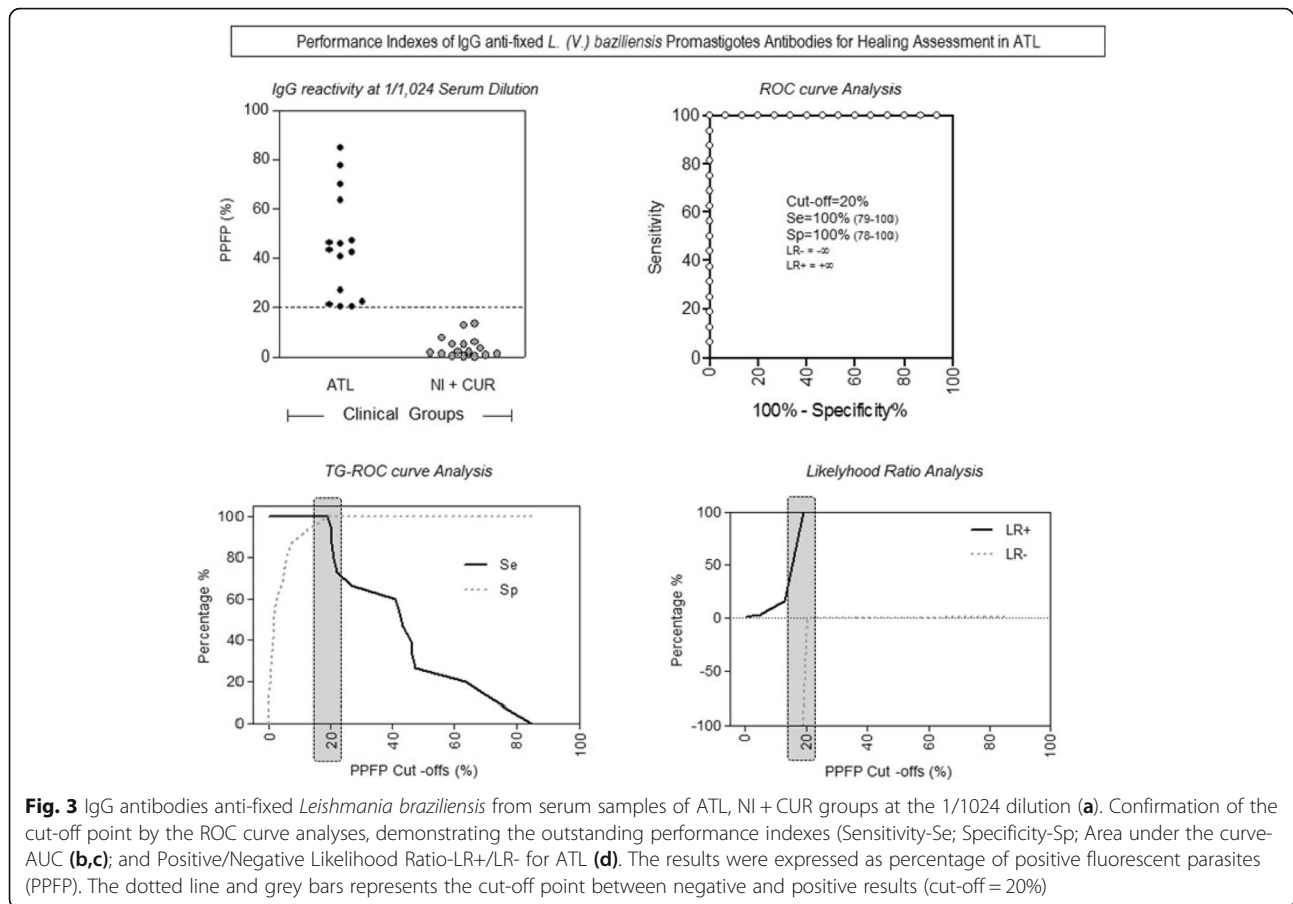 Performance Indexes of IgG anti-fixed L. (V.) baziliensis Promastigotes Antibodies for Healing Assessment in ATL
IgG reactivity at 1/1,024 Serum Dilution
100
80
60
40
20
0
PPFP (%)
ATL
NI + CUR
Clinical Groups
ROC curve Analysis
100
80
60
40
20
0
Sensitivity
Cut-off=20%
Se=100% (79-100)
Sp=100% (78-100)
LR- = -∞
LR+ = +∞
0
20
40
60
80
100
100% - Specificity%
TG-ROC curve Analysis
100
80
60
40
20
0
Percentage %
Se
Sp
0
20
40
60
80
100
PPFP Cut -offs (%)
Likelyhood Ratio Analysis
100
50
0
-50
-100
Percentage %
LR+
LR-
0
20
40
60
80
100
PPFP Cut -offs (%)
Fig. 3 IgG antibodies anti-fixed Leishmania braziliensis from serum samples of ATL, NI + CUR groups at the 1/1024 dilution (a). Confirmation of the
cut-off point by the ROC curve analyses, demonstrating the outstanding performance indexes (Sensitivity-Se; Specificity-Sp; Area under the curve-
AUC (b,c); and Positive/Negative Likelihood Ratio-LR+/LR- for ATL (d). The results were expressed as percentage of positive fluorescent parasites
(PPFP). The dotted line and grey bars represents the cut-off point between negative and positive results (cut-off = 20%)